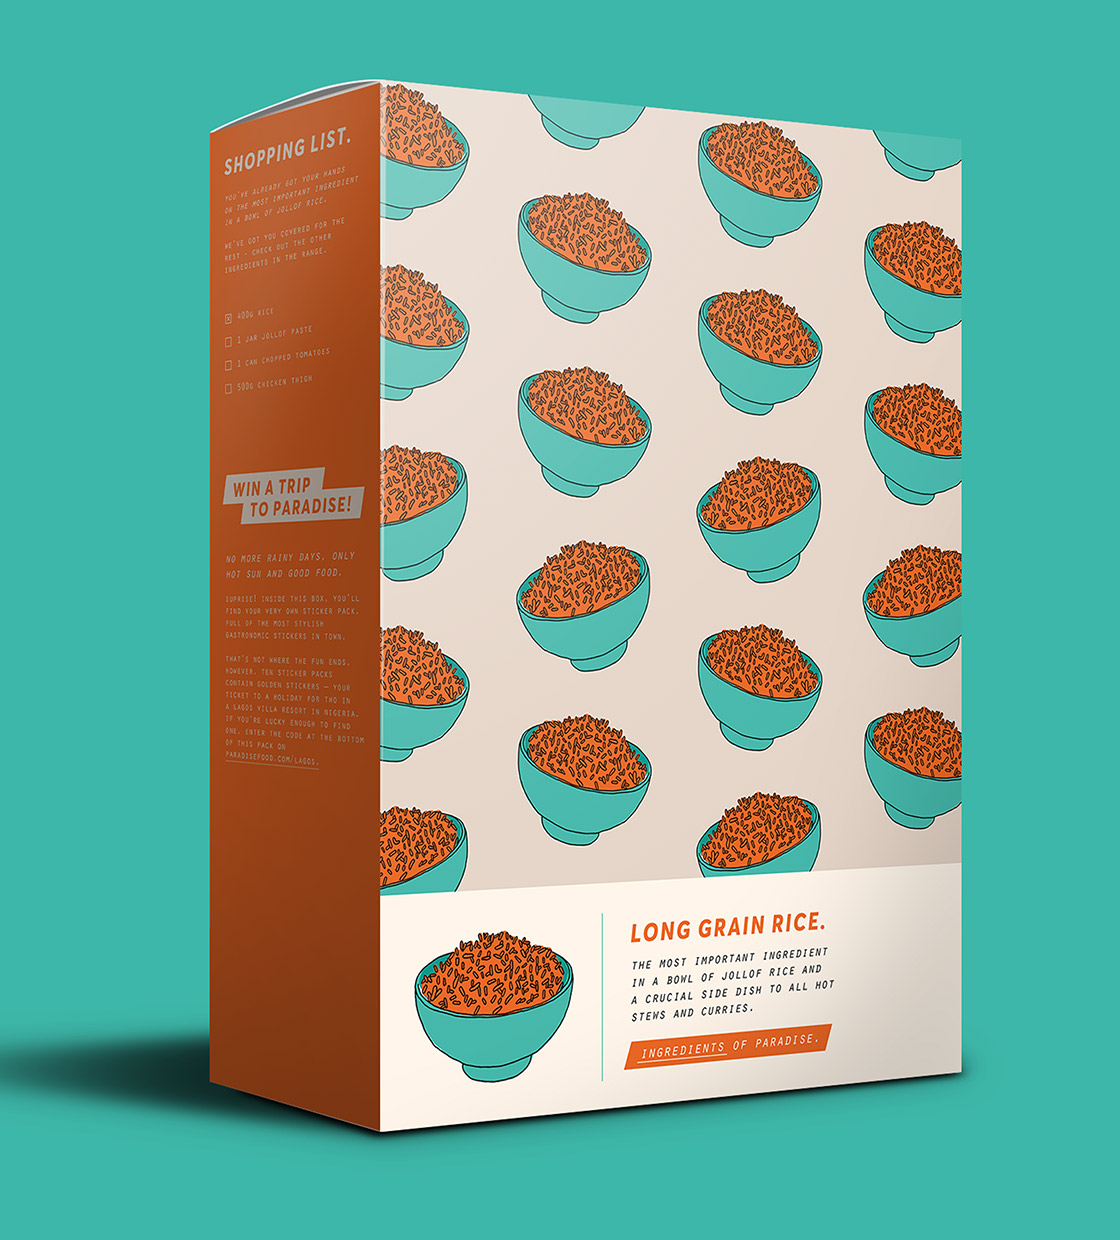 SHOPPING LIST.
YOU'VE ALREADY GOT YOUR HANDS
ON THE MOST IMPORTANT INGREDIENT
IN A BOWL OF JOLLOF RICE.
WE'VE GOT YOU COVERED FOR THE
REST - CHECK OUT THE OTHER
INGREDIENTS IN THE RANGE.
400G RICE
1 JAR JOLLOF PASTE
1 CAN CHOPPED TOMATOES
500G CHICKEN THIGH
WIN A TRIP
TO PARADISE!
NO MORE RAINY DAYS. ONLY
HOT SUN AND GOOD FOOD.
SUPRISE! INSIDE THIS BOX, YOU'LL
FIND YOUR VERY OWN STICKER PACK,
FULL OF THE MOST STYLISH
GASTRONOMIC STICKERS IN TOWN.
THAT'S NOT WHERE THE FUN ENDS,
HOWEVER. TEN STICKER PACKS
CONTAIN GOLDEN STICKERS — YOUR
TICKET TO A HOLIDAY FOR TWO IN
A LAGOS VILLA RESORT IN NIGERIA.
IF YOU'RE LUCKY ENOUGH TO FIND
ONE, ENTER THE CODE AT THE BOTTOM
OF THIS PACK ON
PARADISEFOOD.COM/LAGOS.
LONG GRAIN RICE.
THE MOST IMPORTANT INGREDIENT
IN A BOWL OF JOLLOF RICE AND
A CRUCIAL SIDE DISH TO ALL HOT
STEWS AND CURRIES.
INGREDIENTS OF PARADISE.